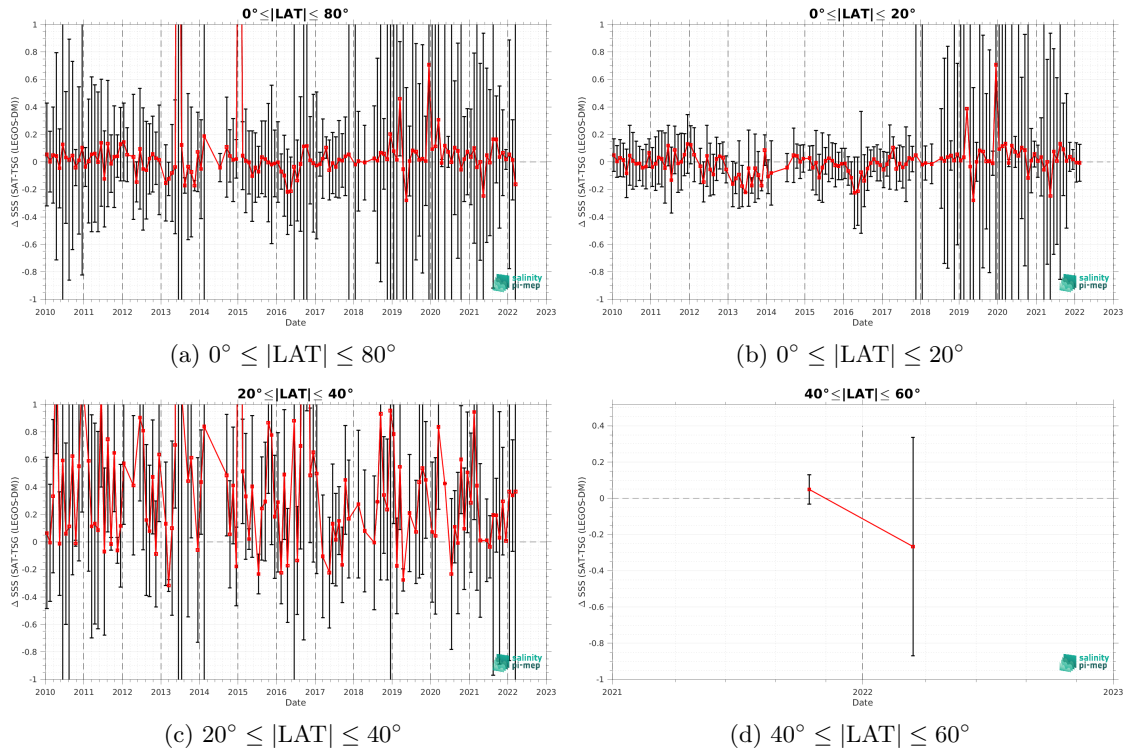 0°≤|LAT|≤ 80°
Δ SSS (SAT-TSG (LEGOS-DM))
1
0.8
0.6
0.4
0.2
0
-0.2
-0.4
-0.6
-0.8
-1
2010 2011 2012 2013 2014 2015 2016 2017 2018 2019 2020 2021 2022 2023
Date
salinity
pi-mep
(a) 0° ≤ |LAT| ≤ 80°
0°≤|LAT|≤ 20°
Δ SSS (SAT-TSG (LEGOS-DM))
1
0.8
0.6
0.4
0.2
0
-0.2
-0.4
-0.6
-0.8
-1
2010 2011 2012 2013 2014 2015 2016 2017 2018 2019 2020 2021 2022 2023
Date
salinity
pi-mep
(b) 0° ≤ |LAT| ≤ 20°
20°≤|LAT|≤ 40°
Δ SSS (SAT-TSG (LEGOS-DM))
1
0.8
0.6
0.4
0.2
0
-0.2
-0.4
-0.6
-0.8
-1
2010 2011 2012 2013 2014 2015 2016 2017 2018 2019 2020 2021 2022 2023
Date
salinity
pi-mep
(c) 20° ≤ |LAT| ≤ 40°
40°≤|LAT|≤ 60°
Δ SSS (SAT-TSG (LEGOS-DM))
0.4
0.2
0
-0.2
-0.4
-0.6
-0.8
-1
2021 2022 2023
Date
salinity
pi-mep
(d) 40° ≤ |LAT| ≤ 60°